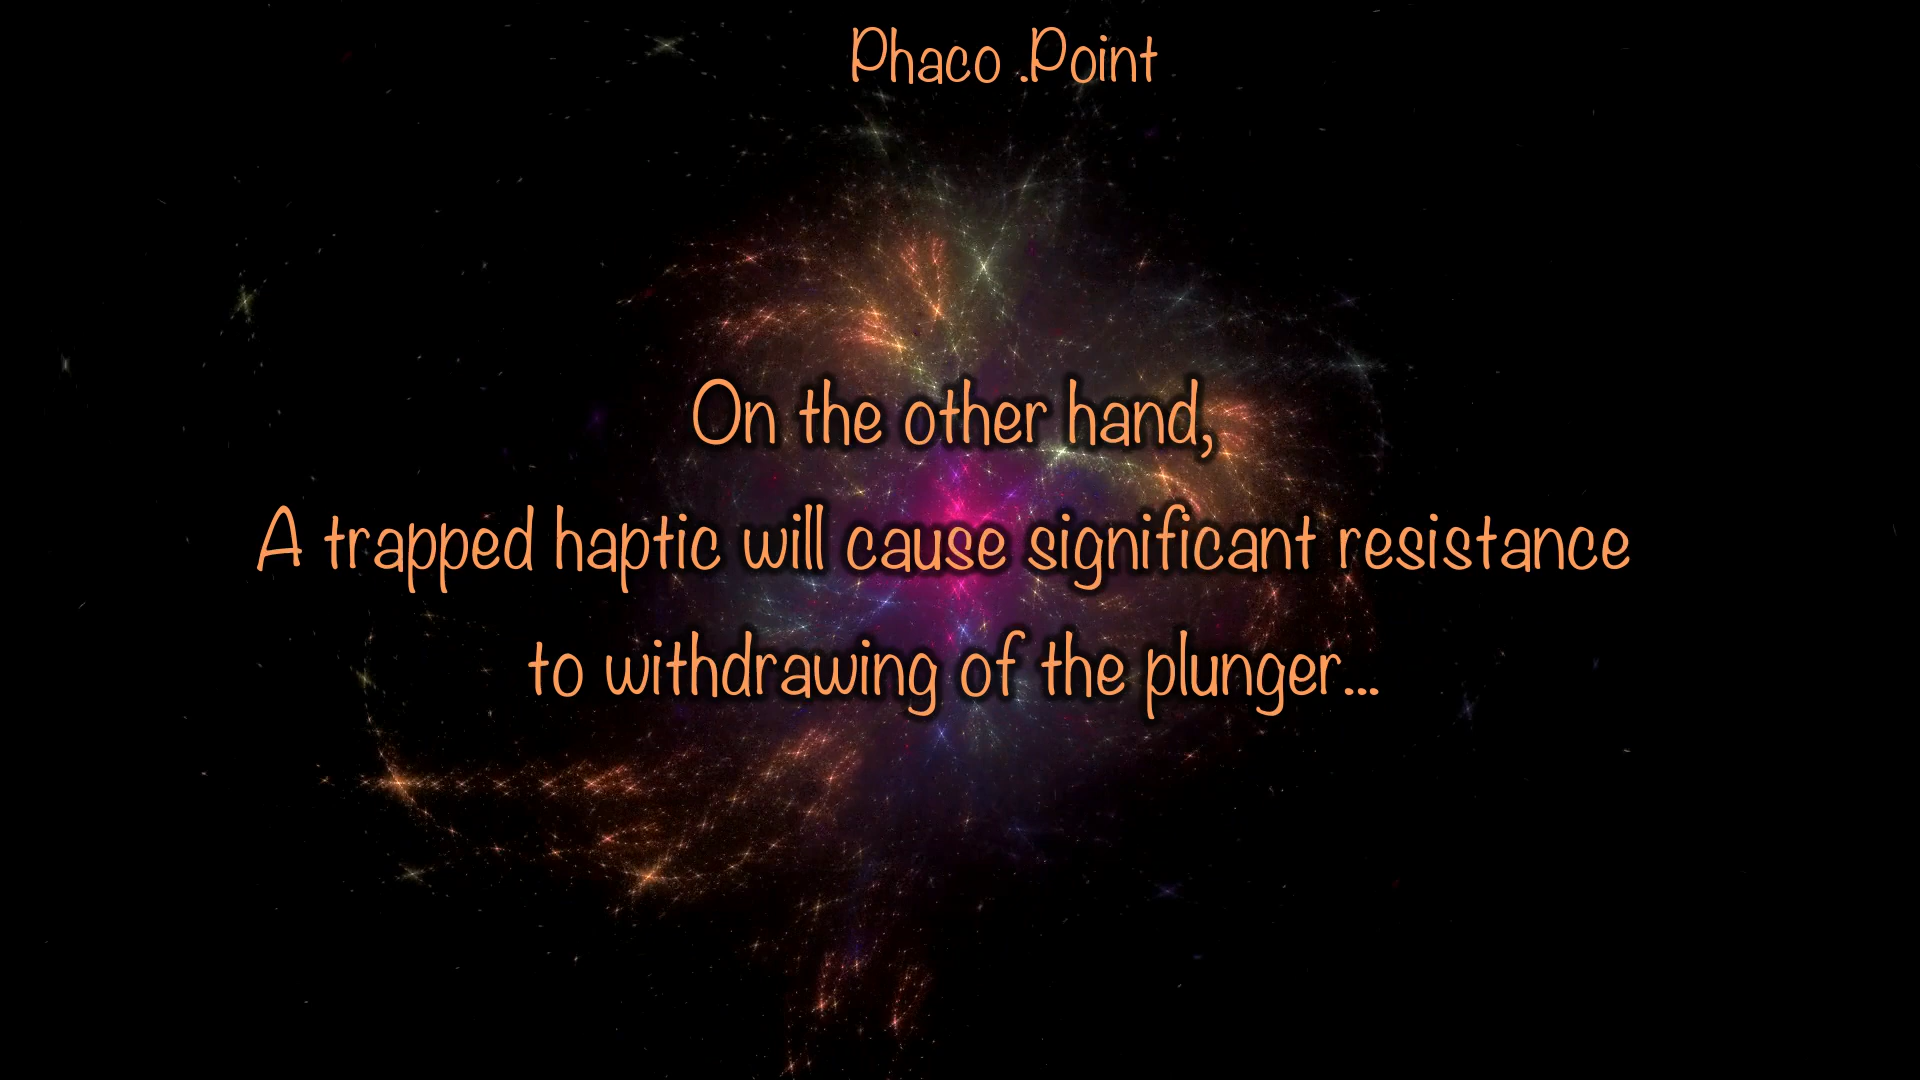 Phaco .Point
On the other hand,
A trapped haptic will cause significant resistance
to withdrawing of the plunger...